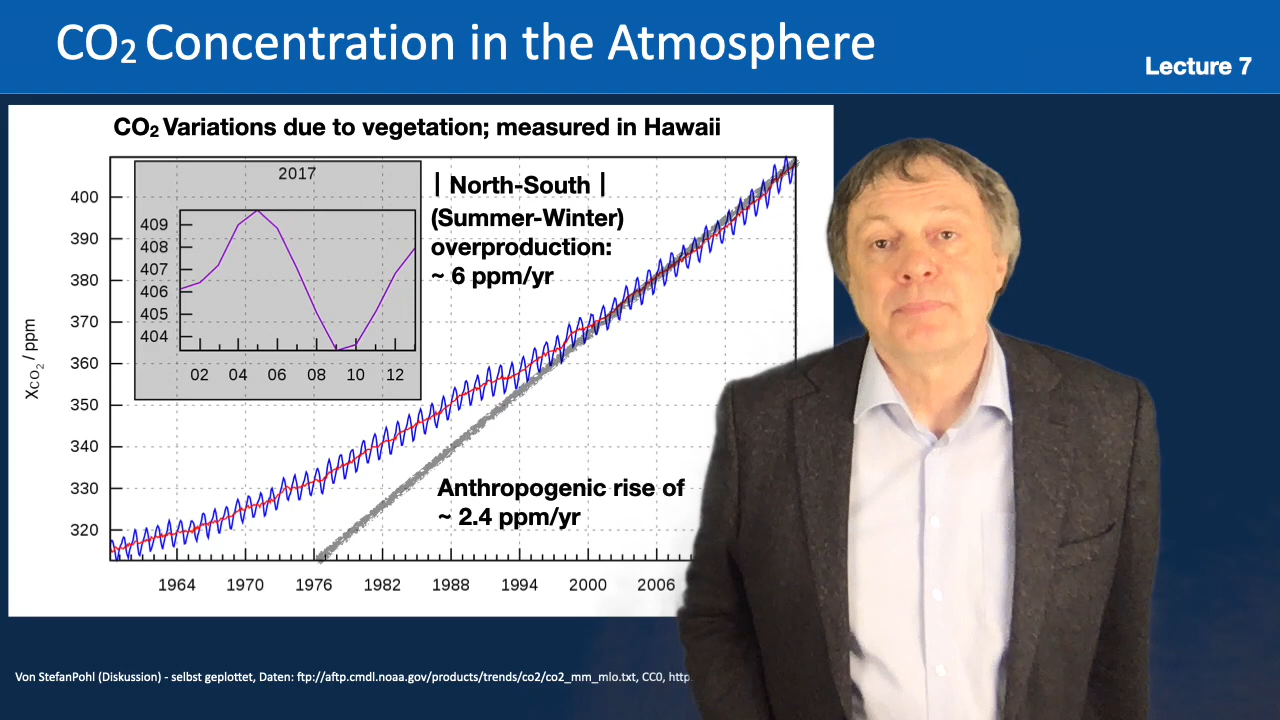 CO₂ Concentration in the Atmosphere
Lecture 7
CO₂ Variations due to vegetation; measured in Hawaii
2017
| North-South |
(Summer-Winter)
overproduction:
~ 6 ppm/yr
409
408
407
406
405
404
02 04 06 08 10 12
400
390
380
370
360
350
340
330
320
Xco₂ / ppm
Anthropogenic rise of
~ 2.4 ppm/yr
1964 1970 1976 1982 1988 1994 2000 2006
Von StefanPohl (Diskussion) - selbst geplottet, Daten: ftp://aftp.cmdl.noaa.gov/products/trends/co2/co2_mm_mlo.txt, CC0, http